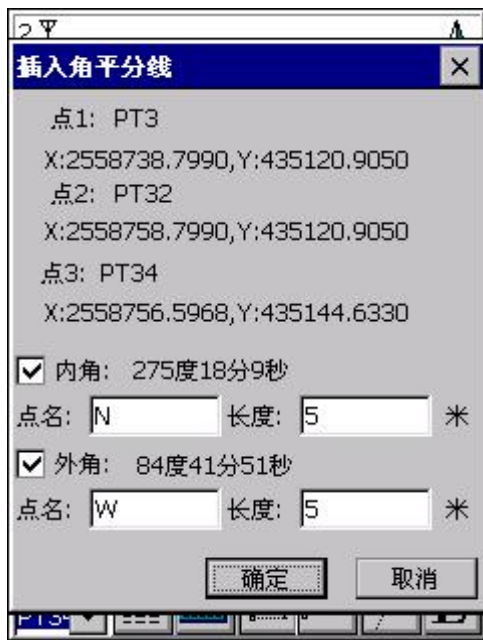 插入角平分线
点1: PT3
X:2558738.7990,Y:435120.9050
点2: PT32
X:2558758.7990,Y:435120.9050
点3: PT34
X:2558756.5968,Y:435144.6330
内角: 275度18分9秒
点名: N 长度: 5 米
外角: 84度41分51秒
点名: W 长度: 5 米
确定 取消